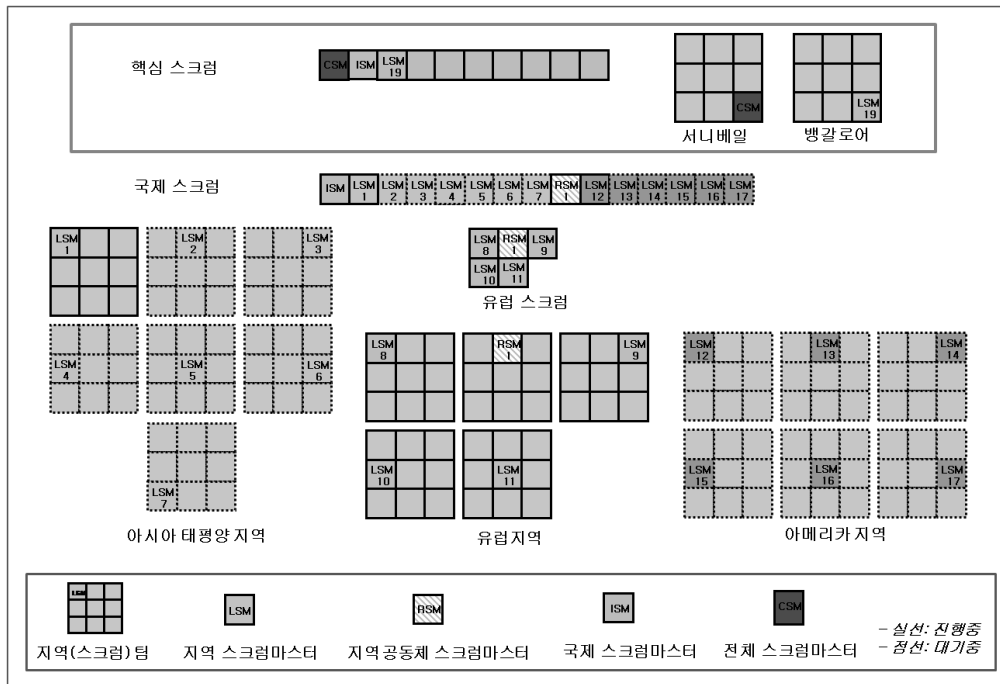 핵심 스크럼
CSM ISM LSM 19
CSM
LSM 19
서니베일
뱅갈로어
국제 스크럼
ISM LSM 1 LSM 2 LSM 3 LSM 4 LSM 5 LSM 6 LSM 7 RSM 1 LSM 12 LSM 13 LSM 14 LSM 15 LSM 16 LSM 17
LSM 1
LSM 2
LSM 3
LSM 8 RSM 1 LSM 9
LSM 10 LSM 11
유럽 스크럼
LSM 4
LSM 5
LSM 6
LSM 7
아시아 태평양 지역
LSM 8
RSM 1
LSM 9
LSM 10
LSM 11
유럽 지역
LSM 12
LSM 13
LSM 14
LSM 15
LSM 16
LSM 17
아메리카 지역
LSM
지역(스크럼) 팀
LSM
지역 스크럼마스터
RSM
지역공동체 스크럼마스터
ISM
국제 스크럼마스터
CSM
전체 스크럼마스터
– 실선: 진행중
– 점선: 대기중